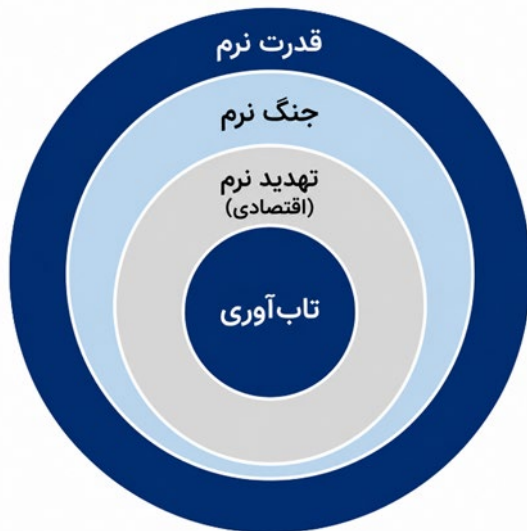 قدرت نرم
جنگ نرم
تهدید نرم
(اقتصادی)
تاب‌آوری